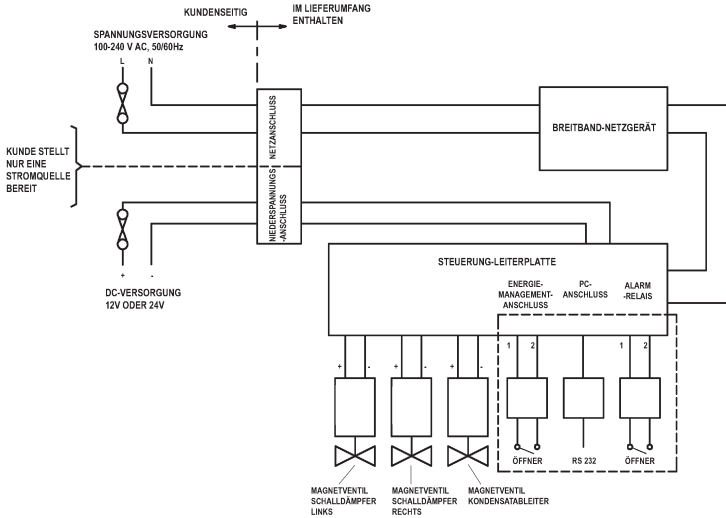 KUNDENSEITIG
IM LIEFERUMFANG
ENTHALTEN
SPANNUNGSVERSORGUNG
100-240 V AC, 50/60Hz
L N
NETZANSCHLUSS
BREITBAND-NETZGERÄT
KUNDE STELLT
NUR EINE
STROMQUELLE
BEREIT
NIEDERSPANNUNGS
-ANSCHLUSS
+ -
DC-VERSORGUNG
12V ODER 24V
STEUERUNG-LEITERPLATTE
ENERGIE-
MANAGEMENT-
ANSCHLUSS
PC-
ANSCHLUSS
ALARM
-RELAIS
+ - + - + - 1 2 1 2
ÖFFNER RS 232 ÖFFNER
MAGNETVENTIL
SCHALLDÄMPFER
LINKS
MAGNETVENTIL
SCHALLDÄMPFER
RECHTS
MAGNETVENTIL
KONDENSATABLEITER